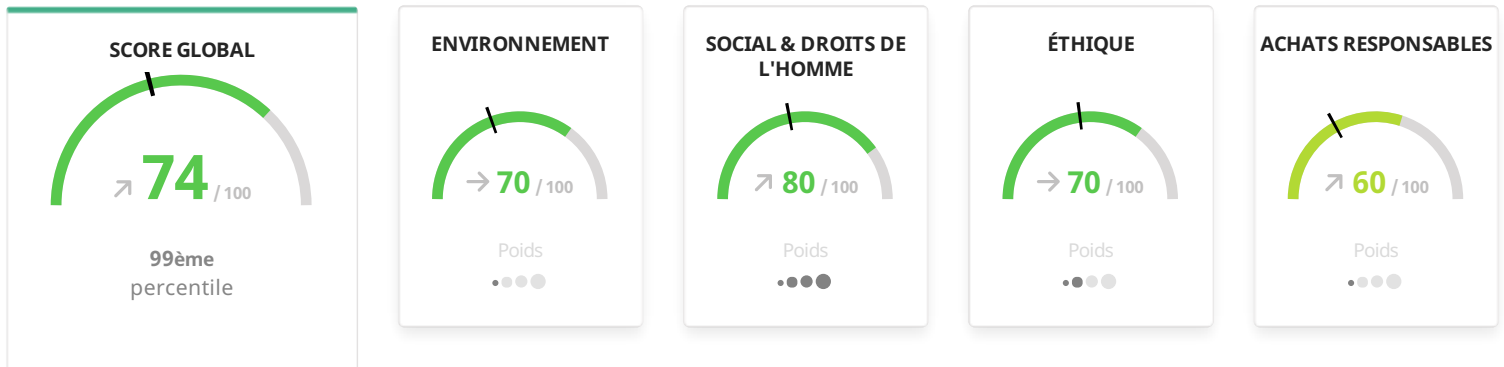 SCORE GLOBAL
74 / 100
99ème
percentile
ENVIRONNEMENT
70 / 100
Poids
SOCIAL & DROITS DE
L'HOMME
80 / 100
Poids
ÉTHIQUE
70 / 100
Poids
ACHATS RESPONSABLES
60 / 100
Poids